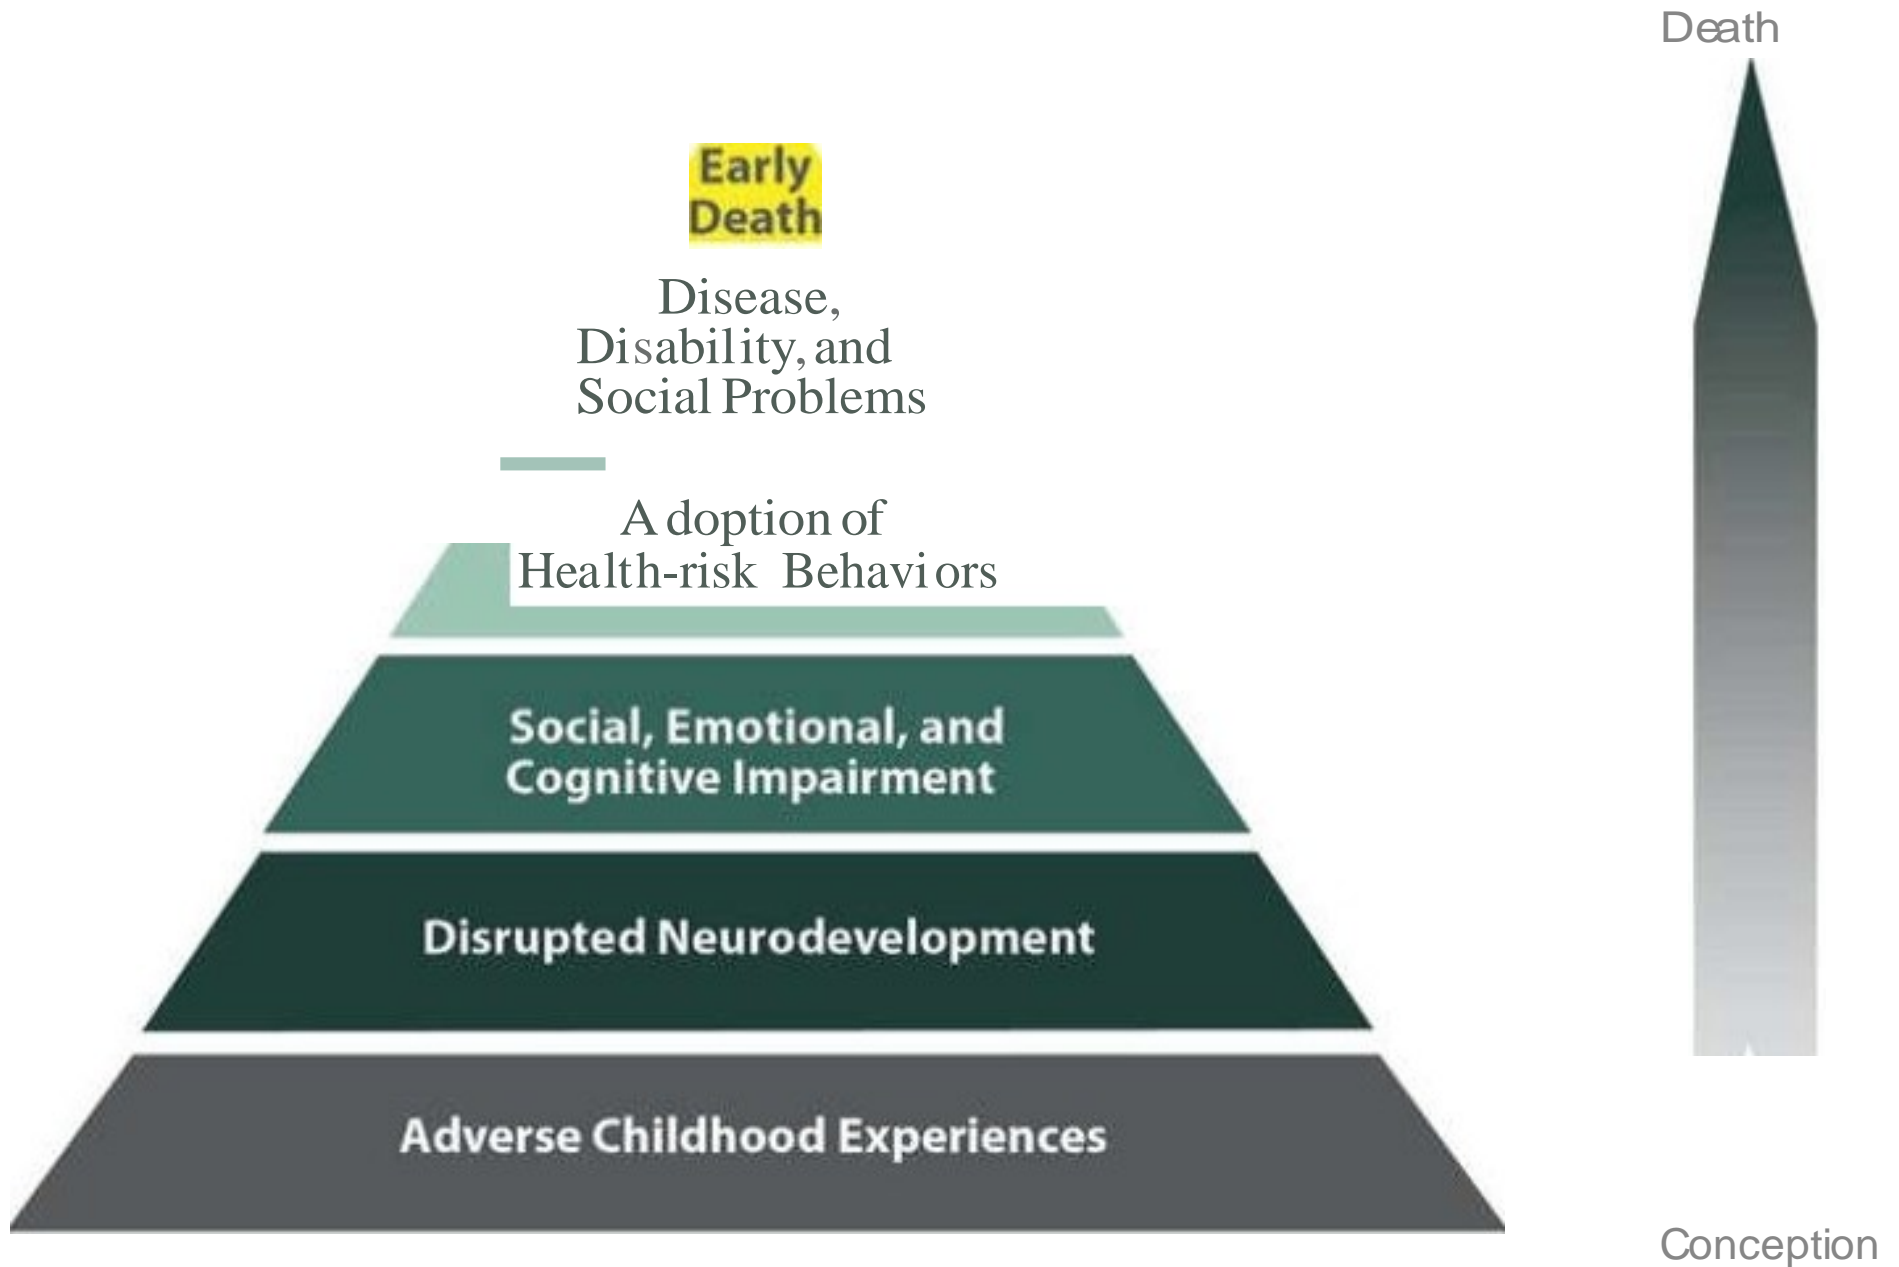 Death
Early
Death
Disease,
Disability, and
Social Problems
Adoption of
Health-risk Behaviors
Social, Emotional, and
Cognitive Impairment
Disrupted Neurodevelopment
Adverse Childhood Experiences
Conception